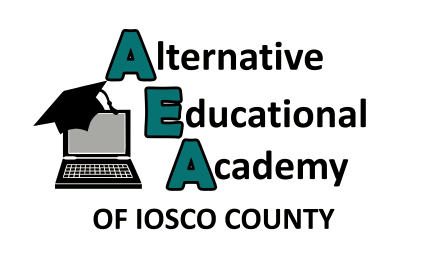 Alternative
Educational
Academy
OF IOSCO COUNTY